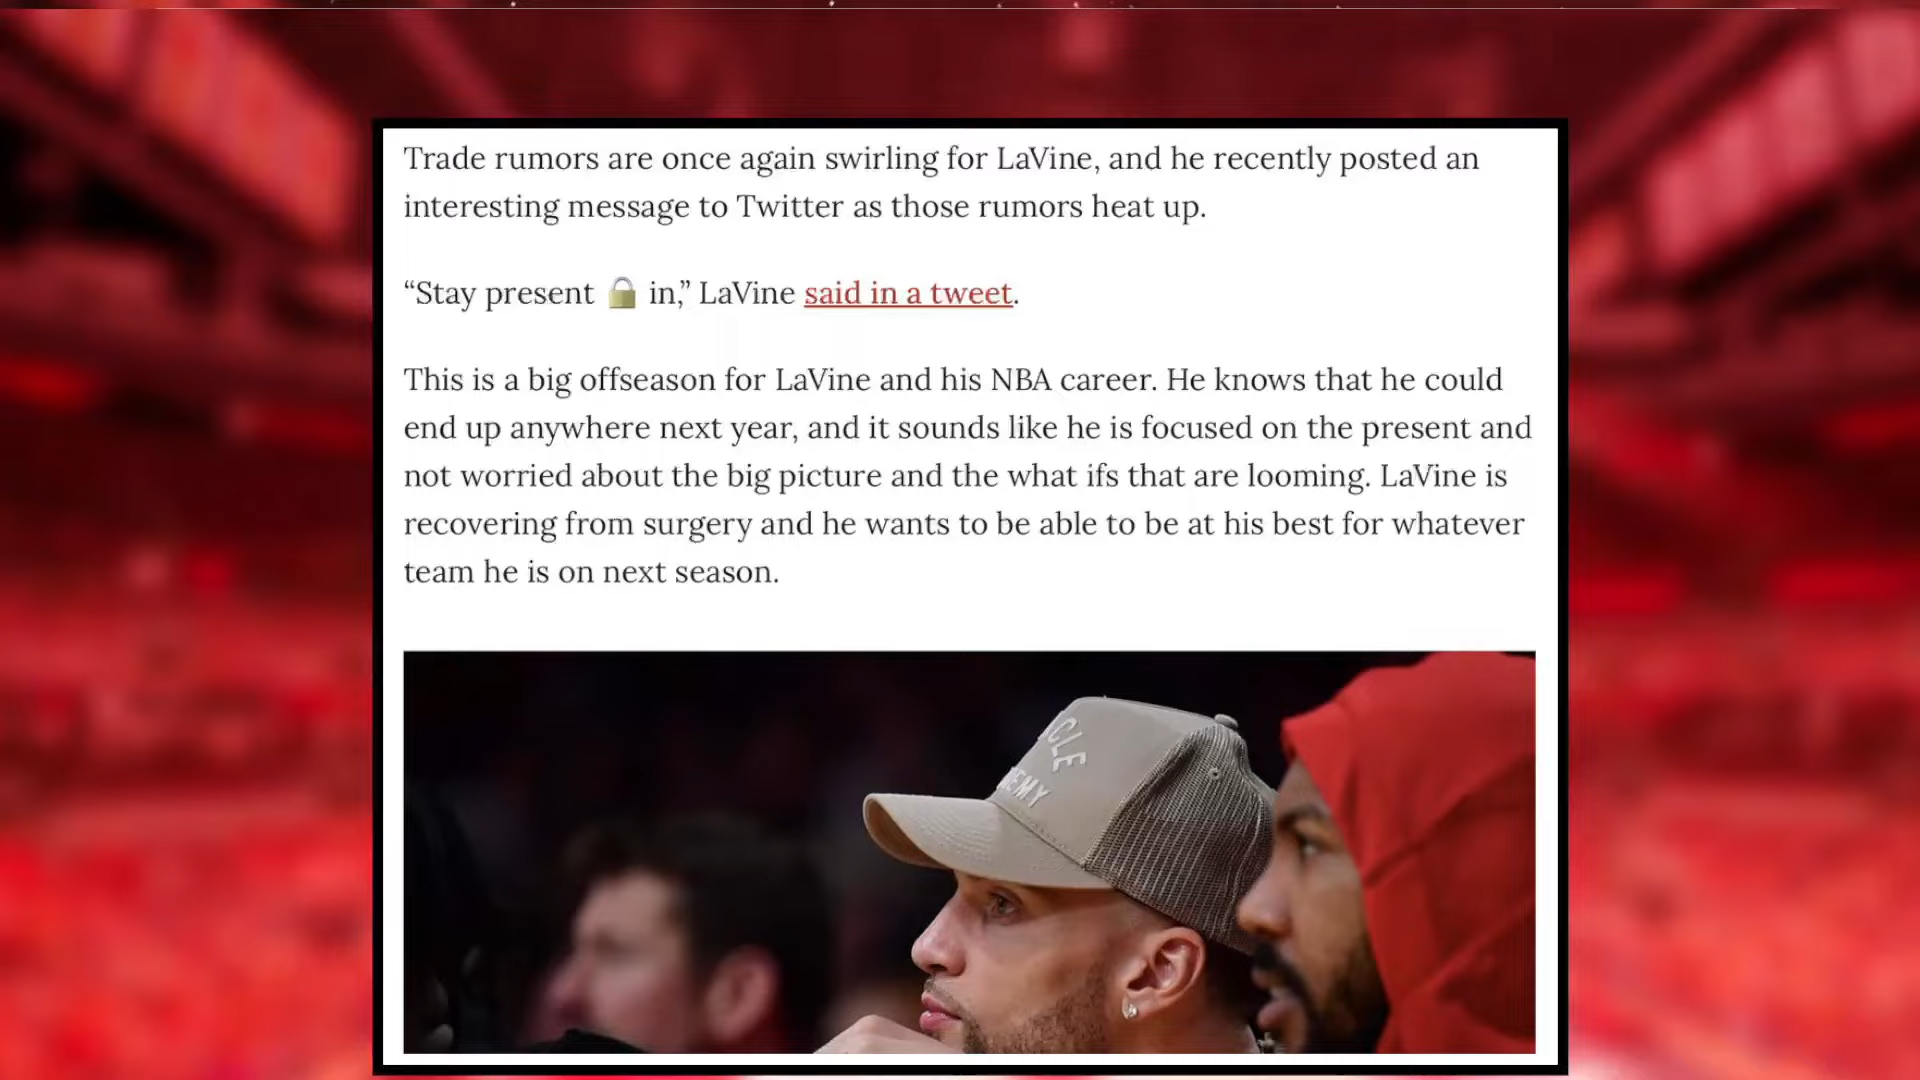 Trade rumors are once again swirling for LaVine, and he recently posted an
interesting message to Twitter as those rumors heat up.
“Stay present 🔒 in,” LaVine said in a tweet.
This is a big offseason for LaVine and his NBA career. He knows that he could
end up anywhere next year, and it sounds like he is focused on the present and
not worried about the big picture and the what ifs that are looming. LaVine is
recovering from surgery and he wants to be able to be at his best for whatever
team he is on next season.
CLE
EMY